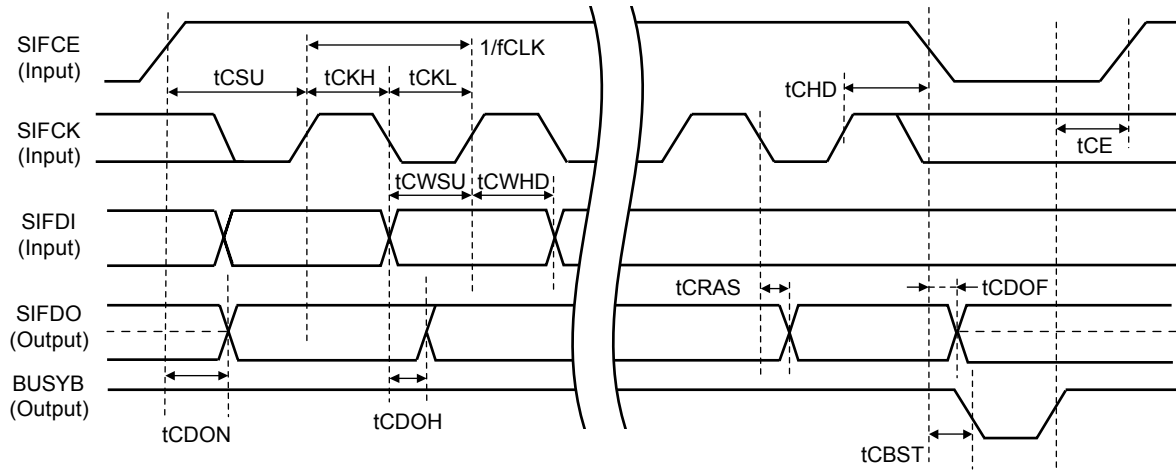 SIFCE
(Input)
1/fCLK
tCSU
tCKH
tCKL
tCHD
SIFCK
(Input)
tCE
tCWSU
tCWHD
SIFDI
(Input)
tCRAS
tCDOF
SIFDO
(Output)
BUSYB
(Output)
tCDON
tCDOH
tCBST